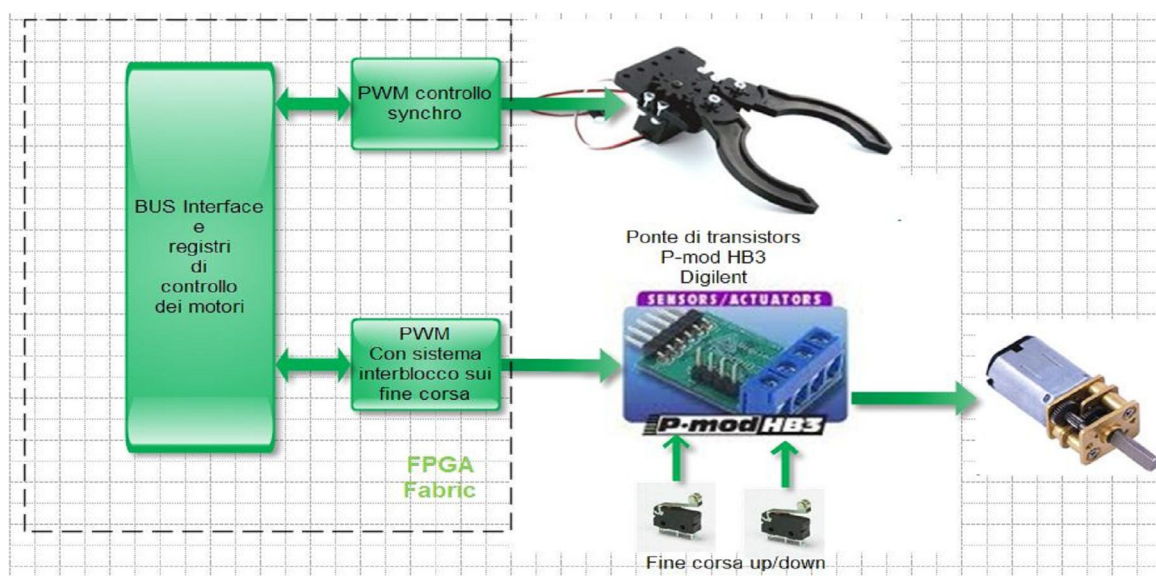 PWM controllo
synchro
BUS Interface
e
registri
di
controllo
dei motori
Ponte di transistors
P-mod HB3
Digilent
SENSORS/ACTUATORS
PWM
Con sistema
interblocco sui
fine corsa
P-mod HB3
FPGA
Fabric
Fine corsa up/down